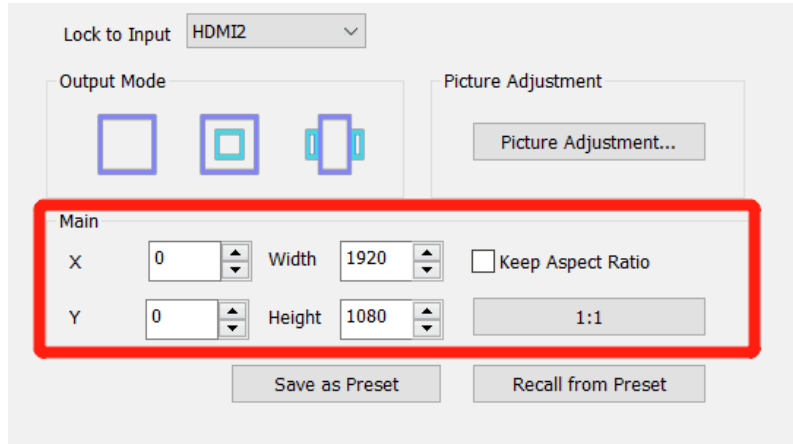 Lock to Input HDMI2
Output Mode
Picture Adjustment
Picture Adjustment...
Main
X 0 Width 1920 Keep Aspect Ratio
Y 0 Height 1080 1:1
Save as Preset Recall from Preset